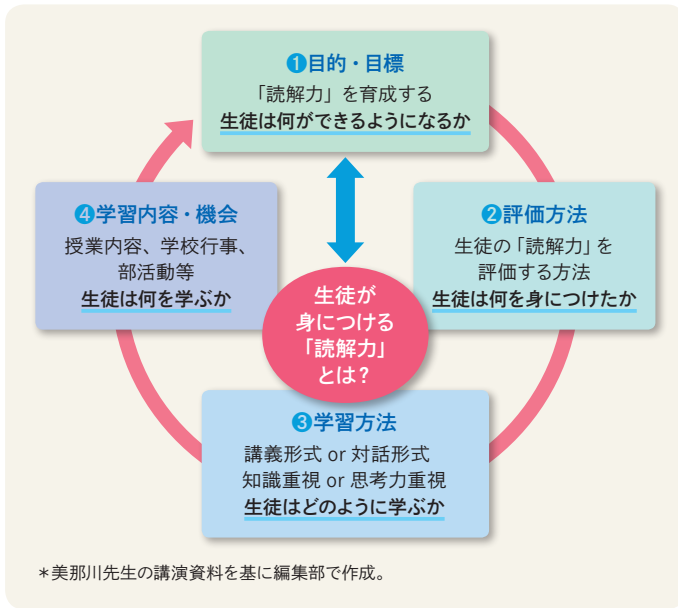 ❶目的・目標
「読解力」を育成する
生徒は何ができるようになるか
❷評価方法
生徒の「読解力」を
評価する方法
生徒は何を身につけたか
❸学習方法
講義形式 or 対話形式
知識重視 or 思考力重視
生徒はどのように学ぶか
❹学習内容・機会
授業内容、学校行事、
部活動等
生徒は何を学ぶか
生徒が
身につける
「読解力」
とは？
＊美那川先生の講演資料を基に編集部で作成。